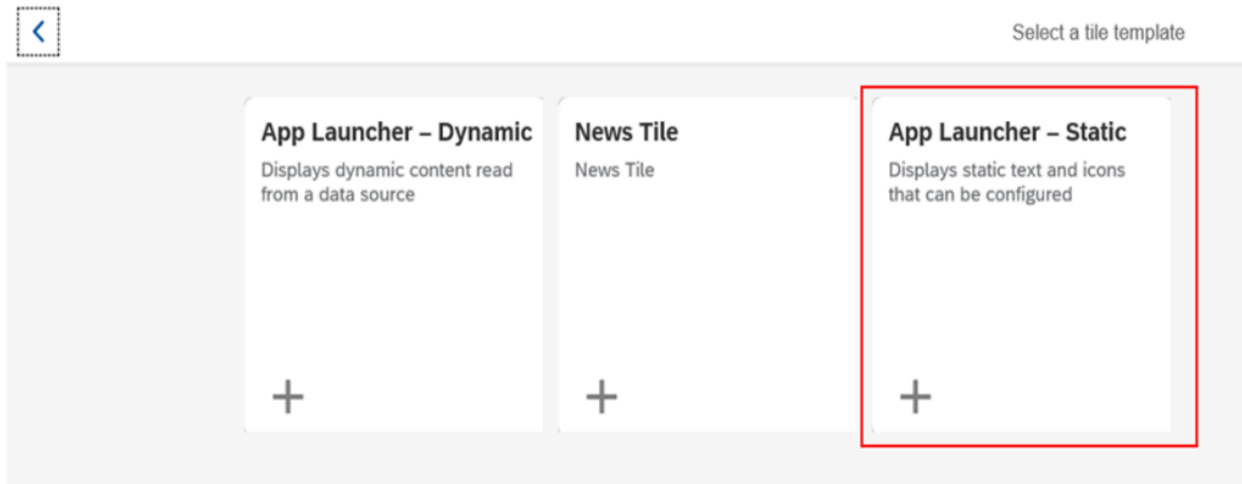 Select a tile template
App Launcher – Dynamic
Displays dynamic content read
from a data source
News Tile
News Tile
App Launcher – Static
Displays static text and icons
that can be configured